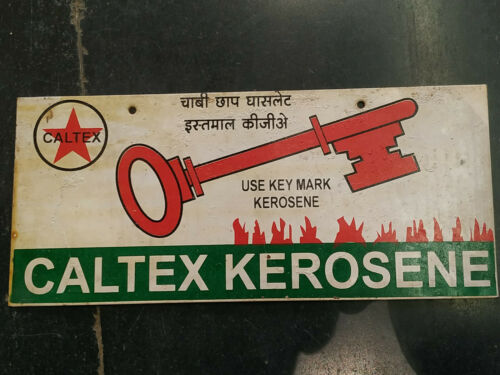 चाबी छाप घासलेट
इस्तमाल कीजीअे
CALTEX
USE KEY MARK
KEROSENE
CALTEX KEROSENE